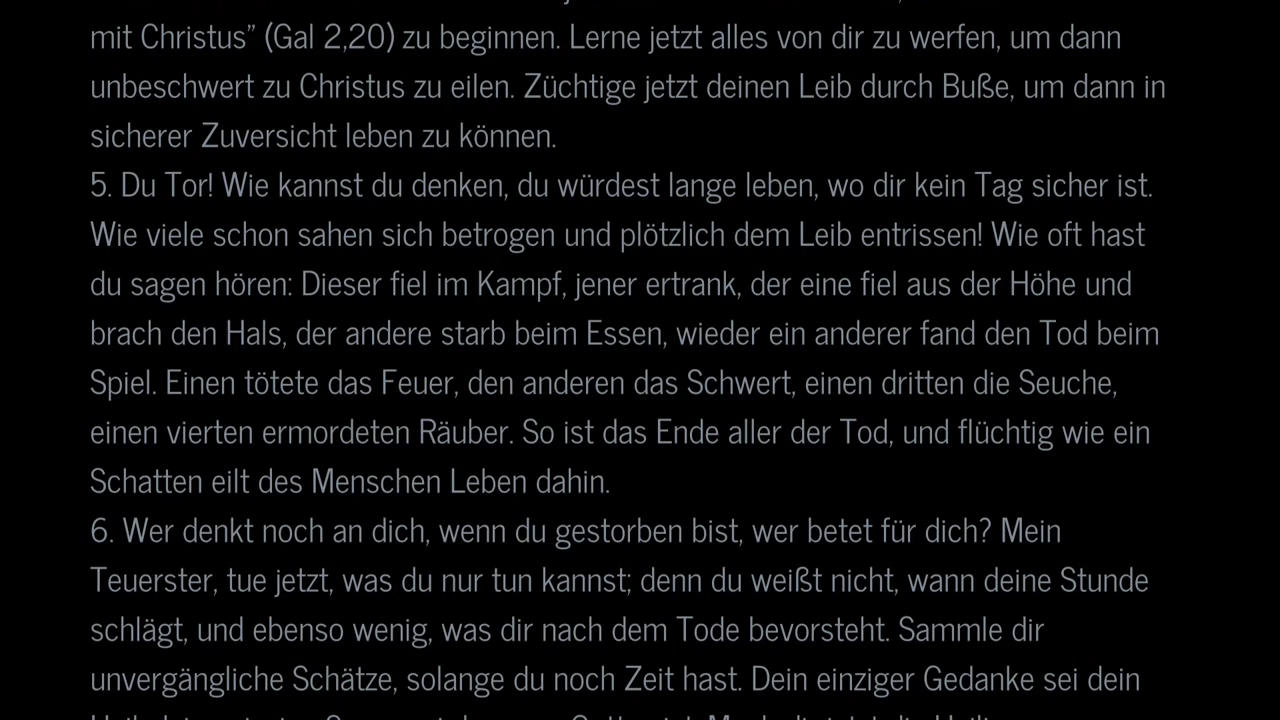 mit Christus” (Gal 2,20) zu beginnen. Lerne jetzt alles von dir zu werfen, um dann
unbeschwert zu Christus zu eilen. Züchtige jetzt deinen Leib durch Buße, um dann in
sicherer Zuversicht leben zu können.
5. Du Tor! Wie kannst du denken, du würdest lange leben, wo dir kein Tag sicher ist.
Wie viele schon sahen sich betrogen und plötzlich dem Leib entrissen! Wie oft hast
du sagen hören: Dieser fiel im Kampf, jener ertrank, der eine fiel aus der Höhe und
brach den Hals, der andere starb beim Essen, wieder ein anderer fand den Tod beim
Spiel. Einen tötete das Feuer, den anderen das Schwert, einen dritten die Seuche,
einen vierten ermordeten Räuber. So ist das Ende aller der Tod, und flüchtig wie ein
Schatten eilt des Menschen Leben dahin.
6. Wer denkt noch an dich, wenn du gestorben bist, wer betet für dich? Mein
Teuerster, tue jetzt, was du nur tun kannst; denn du weißt nicht, wann deine Stunde
schlägt, und ebenso wenig, was dir nach dem Tode bevorsteht. Sammle dir
unvergängliche Schätze, solange du noch Zeit hast. Dein einziger Gedanke sei dein